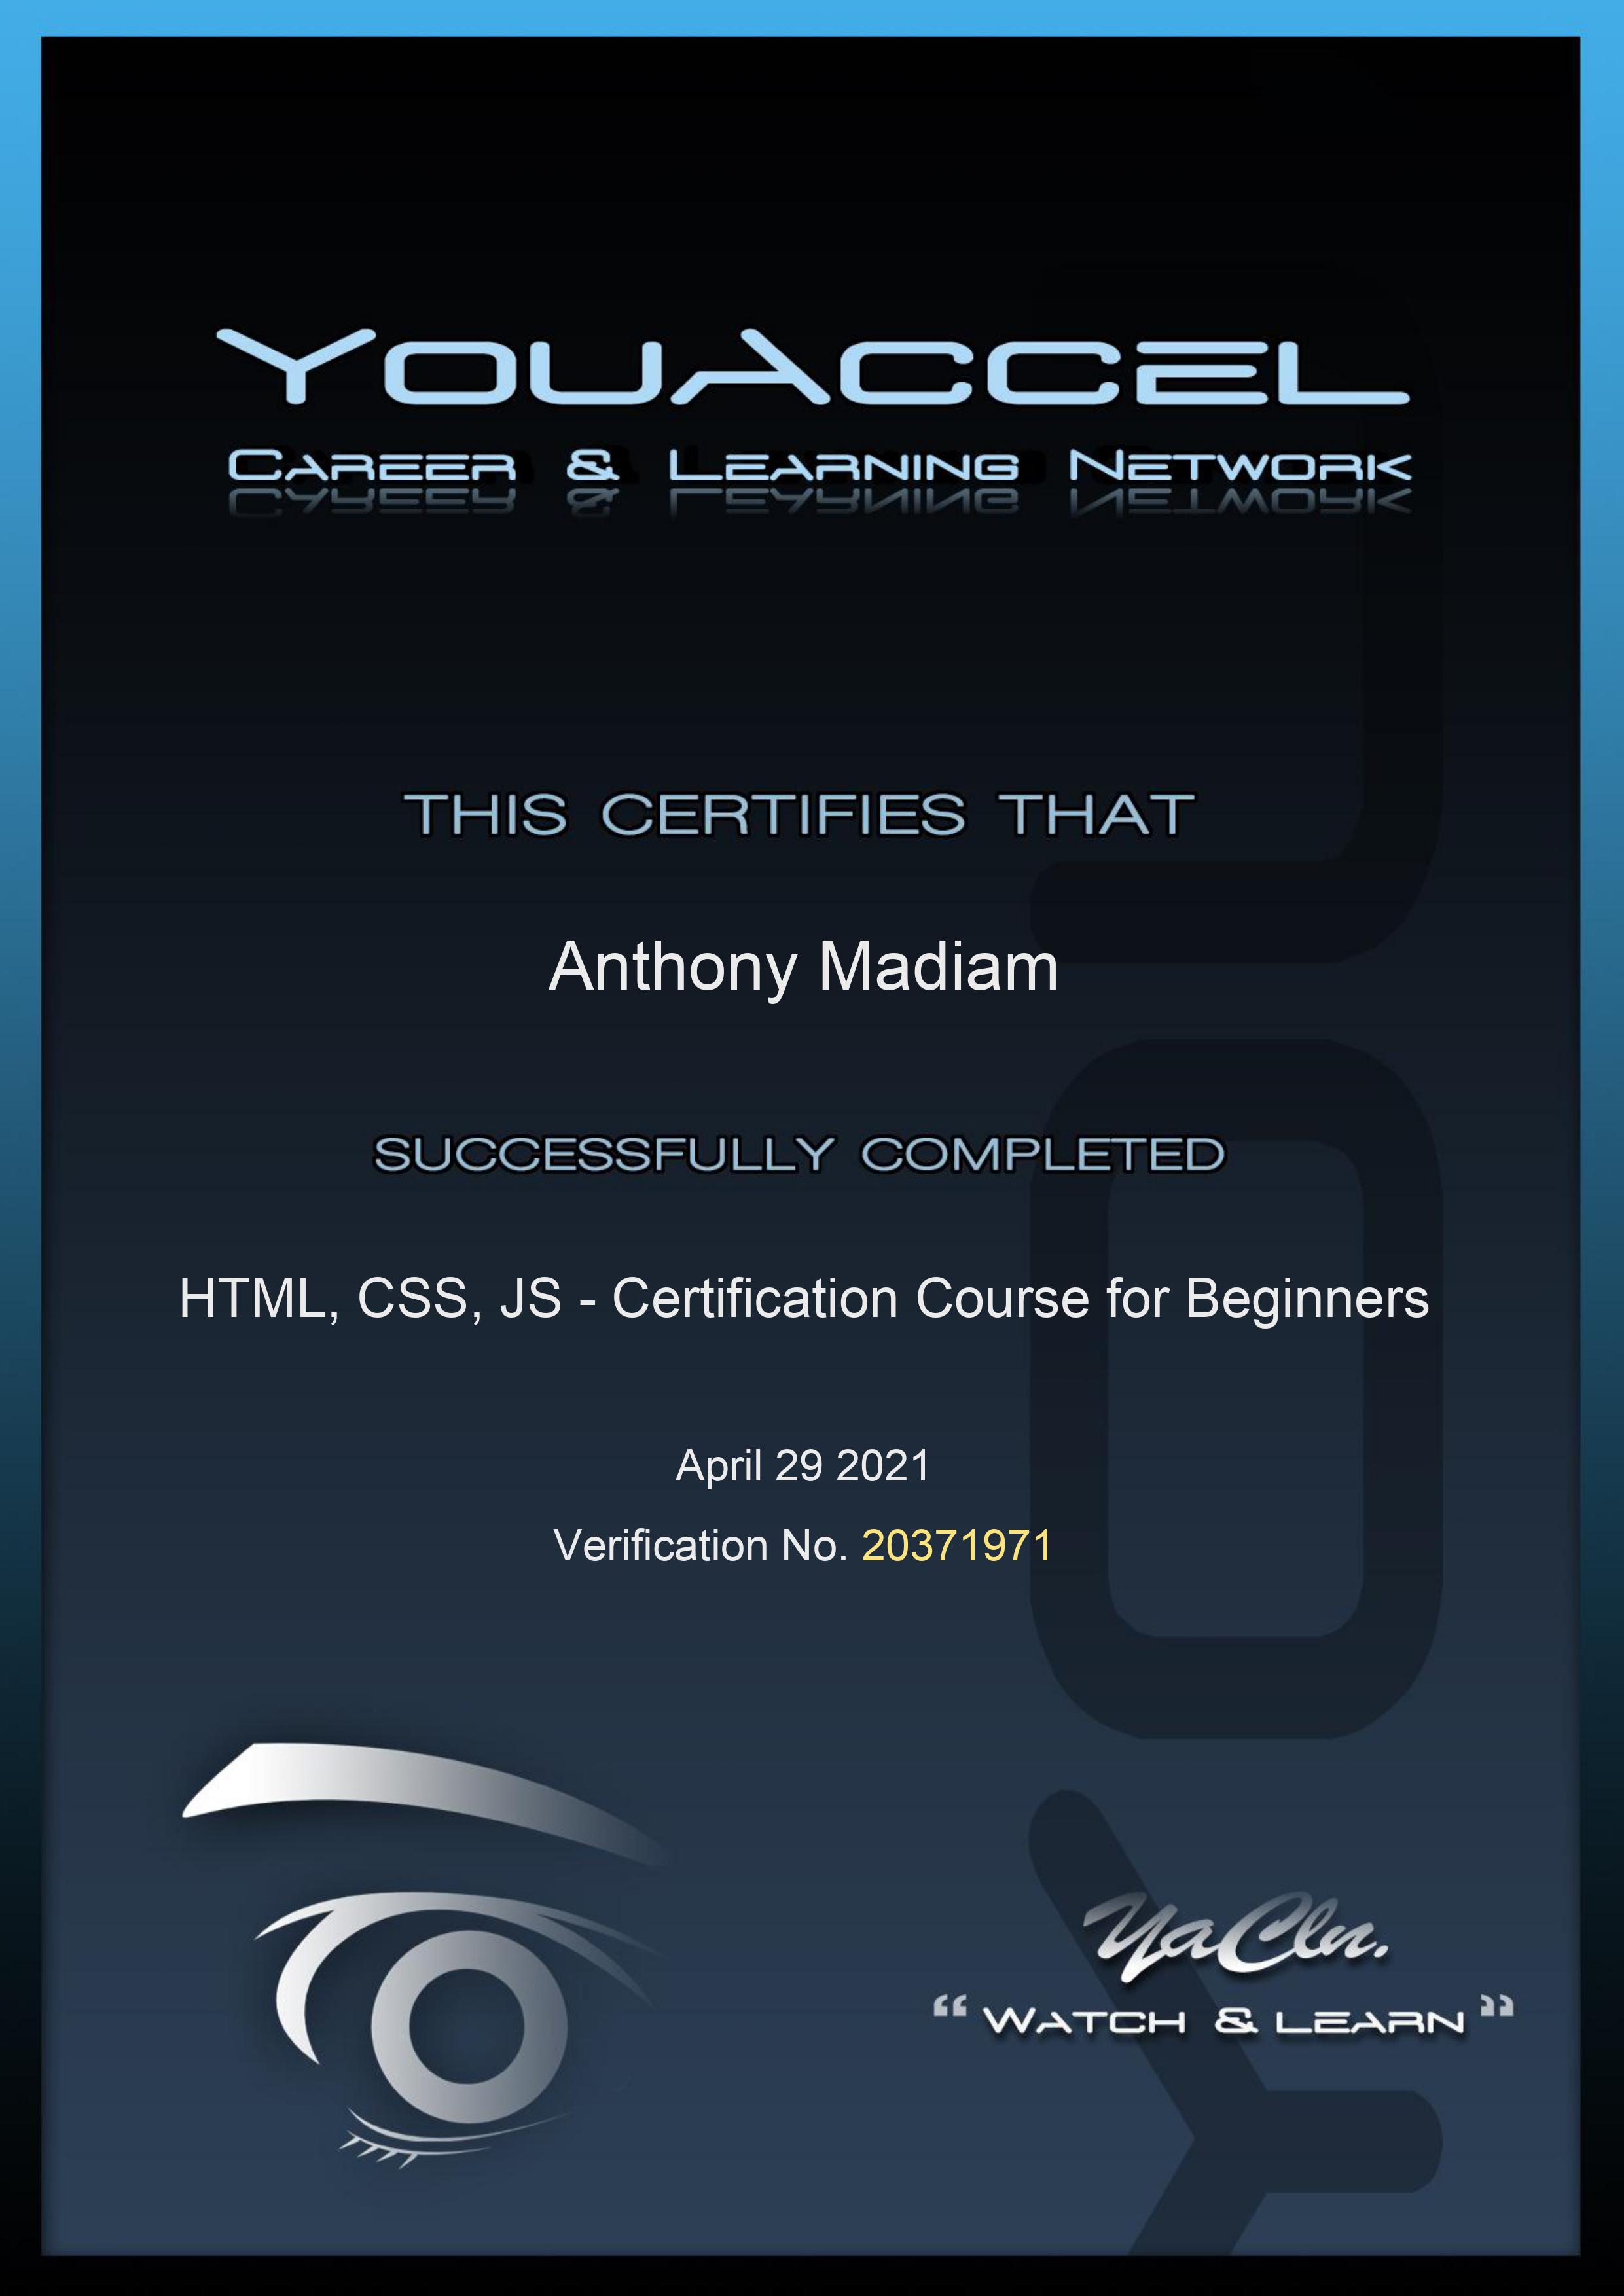 YouAccel
Career & Learning Network
THIS CERTIFIES THAT
Anthony Madiam
SUCCESSFULLY COMPLETED
HTML, CSS, JS - Certification Course for Beginners
April 29 2021
Verification No. 20371971
YaCln.
“ Watch & Learn ”
YOU